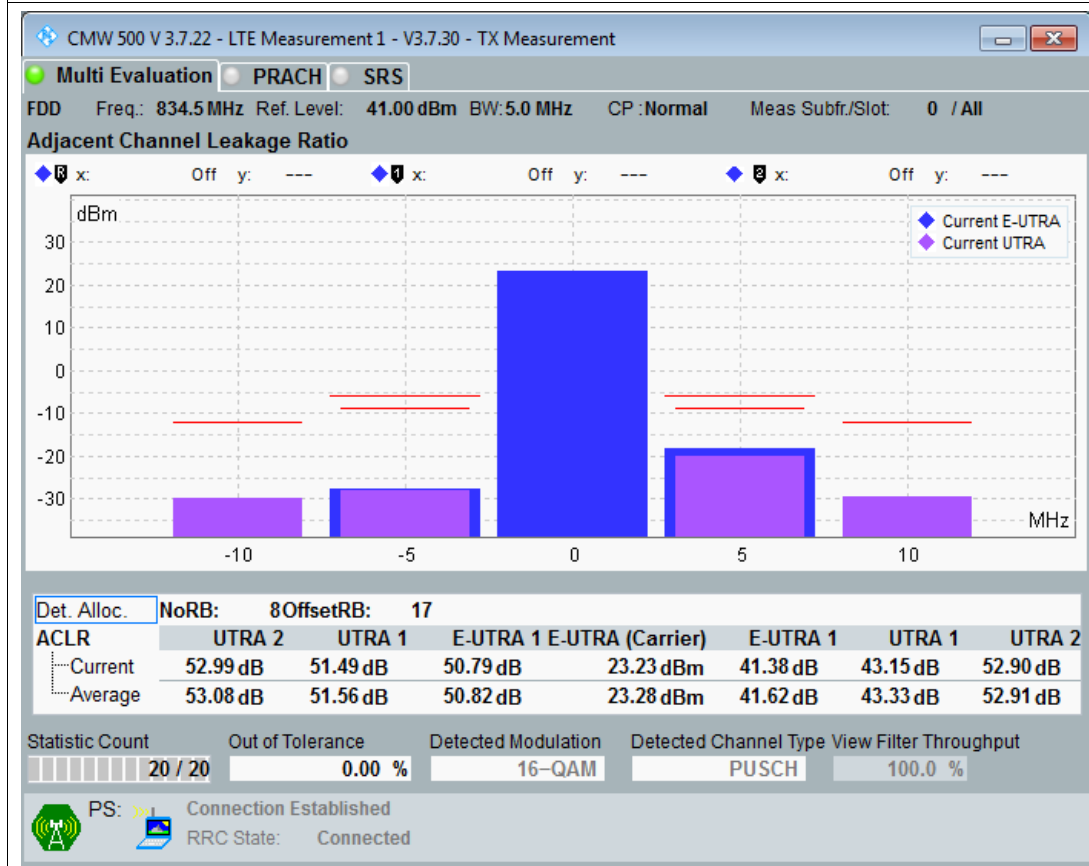 CMW 500 V 3.7.22 - LTE Measurement 1 - V3.7.30 - TX Measurement
Multi Evaluation PRACH SRS
FDD Freq.: 834.5 MHz Ref. Level: 41.00 dBm BW: 5.0 MHz CP : Normal Meas Subfr./Slot: 0 / All
Adjacent Channel Leakage Ratio
R x: Off y: --- 1 x: Off y: --- 2 x: Off y: ---
dBm
Current E-UTRA
Current UTRA
30
20
10
0
-10
-20
-30
MHz
-10 -5 0 5 10
Det. Alloc. NoRB: 8 OffsetRB: 17
ACLR UTRA 2 UTRA 1 E-UTRA 1 E-UTRA (Carrier) E-UTRA 1 UTRA 1 UTRA 2
Current 52.99 dB 51.49 dB 50.79 dB 23.23 dBm 41.38 dB 43.15 dB 52.90 dB
Average 53.08 dB 51.56 dB 50.82 dB 23.28 dBm 41.62 dB 43.33 dB 52.91 dB
Statistic Count Out of Tolerance Detected Modulation Detected Channel Type View Filter Throughput
20 / 20 0.00 % 16-QAM PUSCH 100.0 %
PS: Connection Established
RRC State: Connected